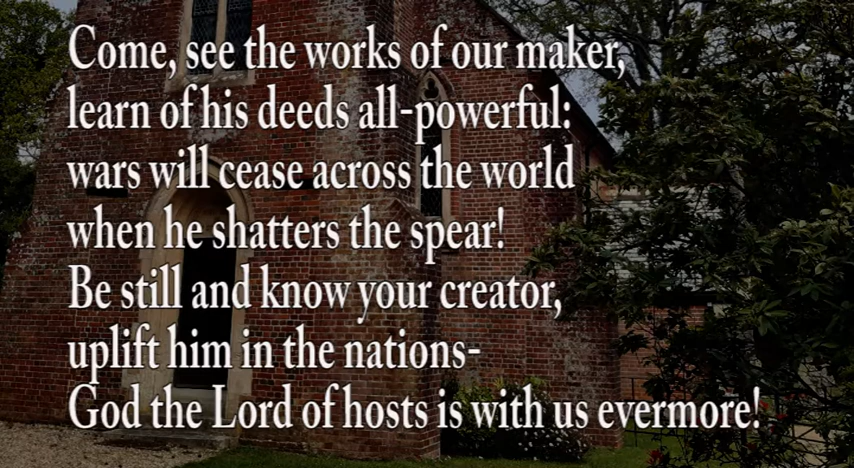 Come, see the works of our maker,
learn of his deeds all-powerful:
wars will cease across the world
when he shatters the spear!
Be still and know your creator,
uplift him in the nations-
God the Lord of hosts is with us evermore!